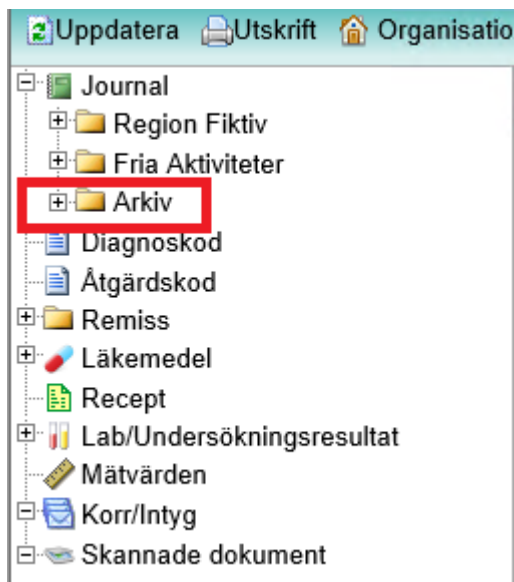 Uppdatera Utskrift Organisatio
Journal
Region Fiktiv
Fria Aktiviteter
Arkiv
Diagnoskod
Åtgärdskod
Remiss
Läkemedel
Recept
Lab/Undersökningsresultat
Mätvärden
Korr/Intyg
Skannade dokument